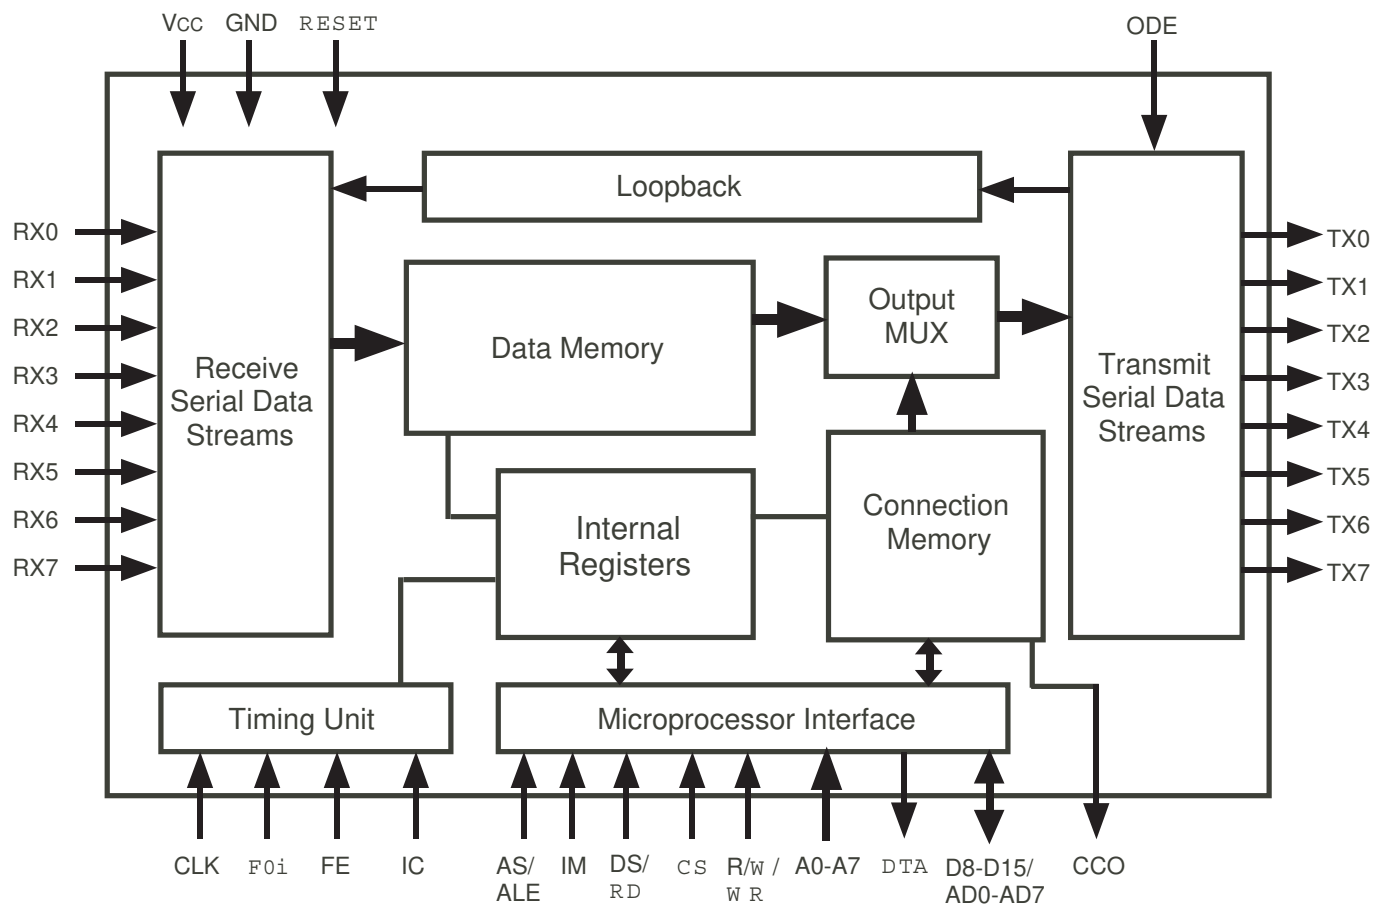 VCC GND RESET ODE
Loopback
RX0
RX1
RX2
RX3
RX4
RX5
RX6
RX7
Receive
Serial Data
Streams
Data Memory
Output
MUX
Transmit
Serial Data
Streams
TX0
TX1
TX2
TX3
TX4
TX5
TX6
TX7
Internal
Registers
Connection
Memory
Timing Unit
Microprocessor Interface
CLK
F0i
FE
IC
AS/
ALE
IM
DS/
RD
CS
R/W /
W R
A0-A7
DTA
D8-D15/
AD0-AD7
CCO